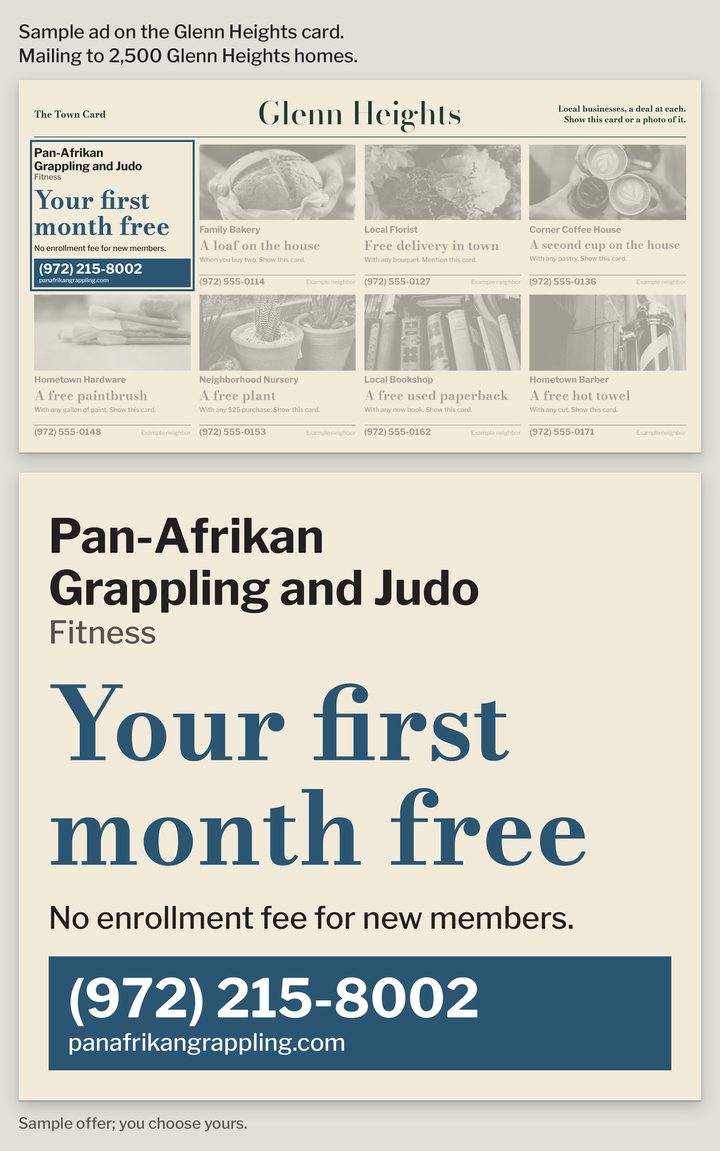 Sample ad on the Glenn Heights card.
Mailing to 2,500 Glenn Heights homes.
The Town Card
Glenn Heights
Local businesses, a deal at each.
Show this card or a photo of it.
Pan-Afrikan
Grappling and Judo
Fitness
Your first
month free
No enrollment fee for new members.
(972) 215-8002
panafrikangrappling.com
Family Bakery
A loaf on the house
When you buy two. Show this card.
(972) 555-0114
Example neighbor
Local Florist
Free delivery in town
With any bouquet. Mention this card.
(972) 555-0127
Example neighbor
Corner Coffee House
A second cup on the house
With any pastry. Show this card.
(972) 555-0136
Example neighbor
Hometown Hardware
A free paintbrush
With any gallon of paint. Show this card.
(972) 555-0148
Example neighbor
Neighborhood Nursery
A free plant
With any $25 purchase. Show this card.
(972) 555-0153
Example neighbor
Local Bookshop
A free used paperback
With any new book. Show this card.
(972) 555-0162
Example neighbor
Hometown Barber
A free hot towel
With any cut. Show this card.
(972) 555-0171
Example neighbor
Pan-Afrikan
Grappling and Judo
Fitness
Your first
month free
No enrollment fee for new members.
(972) 215-8002
panafrikangrappling.com
Sample offer; you choose yours.